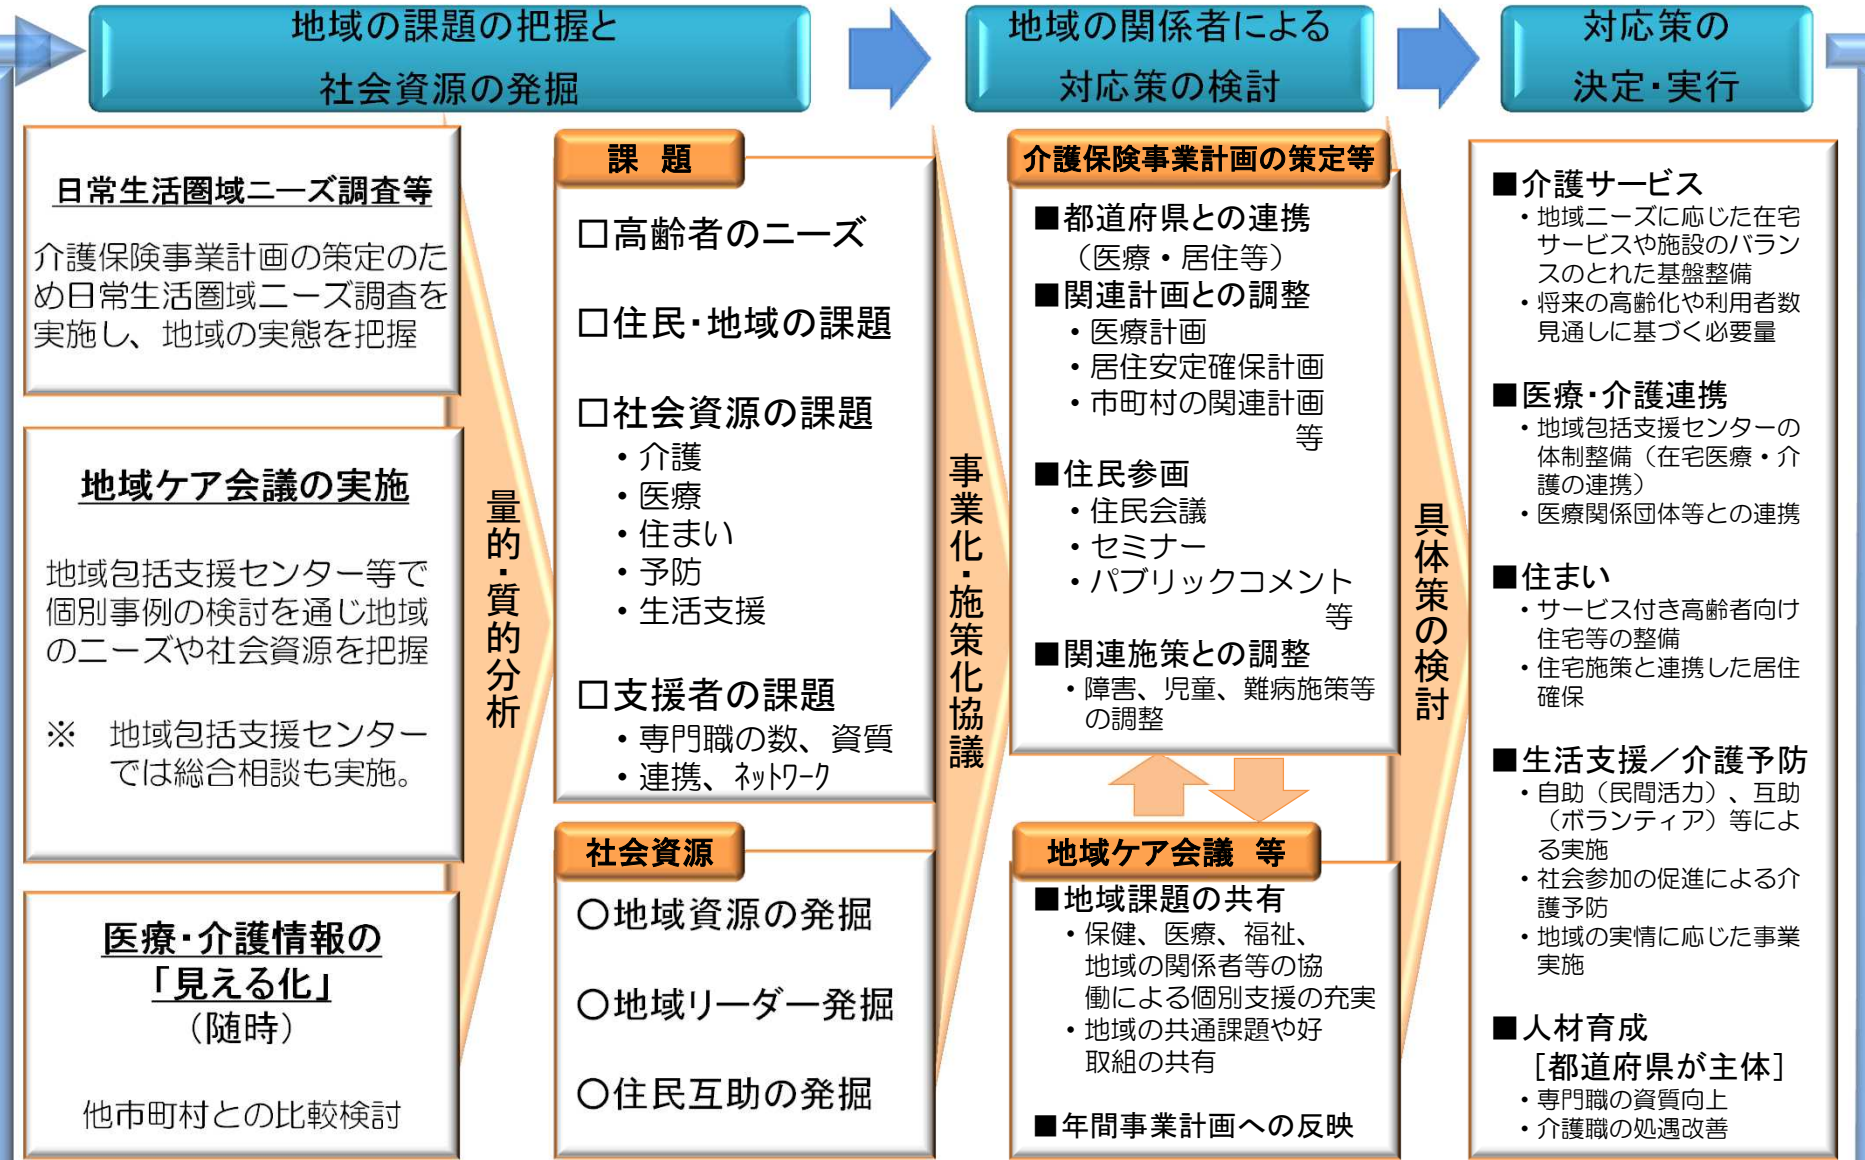 地域の課題の把握と
社会資源の発掘
地域の関係者による
対応策の検討
対応策の
決定・実行
日常生活圏域ニーズ調査等
介護保険事業計画の策定のた
め日常生活圏域ニーズ調査を
実施し、地域の実態を把握
地域ケア会議の実施
地域包括支援センター等で
個別事例の検討を通じ地域
のニーズや社会資源を把握
※　地域包括支援センター
では総合相談も実施。
医療・介護情報の
「見える化」
（随時）
他市町村との比較検討
量的・質的分析
課 題
□高齢者のニーズ
□住民・地域の課題
□社会資源の課題
・介護
・医療
・住まい
・予防
・生活支援
□支援者の課題
・専門職の数、資質
・連携、ﾈｯﾄﾜｰｸ
社会資源
○地域資源の発掘
○地域リーダー発掘
○住民互助の発掘
事業化・施策化協議
介護保険事業計画の策定等
■都道府県との連携
（医療・居住等）
■関連計画との調整
・医療計画
・居住安定確保計画
・市町村の関連計画
等
■住民参画
・住民会議
・セミナー
・パブリックコメント
等
■関連施策との調整
・障害、児童、難病施策等
の調整
地域ケア会議 等
■地域課題の共有
・保健、医療、福祉、
地域の関係者等の協
働による個別支援の充実
・地域の共通課題や好
取組の共有
■年間事業計画への反映
具体策の検討
■介護サービス
・地域ニーズに応じた在宅
サービスや施設のバラン
スのとれた基盤整備
・将来の高齢化や利用者数
見通しに基づく必要量
■医療・介護連携
・地域包括支援センターの
体制整備（在宅医療・介
護の連携）
・医療関係団体等との連携
■住まい
・サービス付き高齢者向け
住宅等の整備
・住宅施策と連携した居住
確保
■生活支援／介護予防
・自助（民間活力）、互助
（ボランティア）等によ
る実施
・社会参加の促進による介
護予防
・地域の実情に応じた事業
実施
■人材育成
［都道府県が主体］
・専門職の資質向上
・介護職の処遇改善